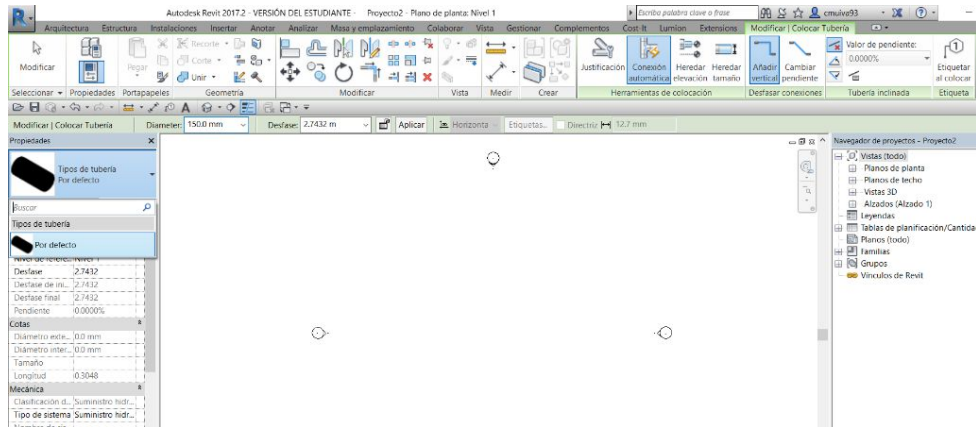 Autodesk Revit 2017.2 - VERSIÓN DEL ESTUDIANTE - Proyecto2 - Plano de planta: Nivel 1
Escriba palabra clave o frase
cmuiva93
Arquitectura Estructura Instalaciones Insertar Anotar Analizar Masa y emplazamiento Colaborar Vista Gestionar Complementos Cost-It Lumion Extensions Modificar | Colocar Tubería
Modificar
Pegar
Recorte
Corte
Unir
Justificación
Conexión automática
Heredar elevación
Heredar tamaño
Añadir vertical
Cambiar pendiente
Valor de pendiente:
0.0000%
Etiquetar al colocar
Seleccionar Propiedades Portapapeles Geometría Modificar Vista Medir Crear Herramientas de colocación Desfasar conexiones Tubería inclinada Etiqueta
Modificar | Colocar Tubería Diameter: 150.0 mm Desfase: 2.7432 m Aplicar Horizonta Etiquetas... Directriz 12.7 mm
Propiedades
Tipos de tubería
Por defecto
Buscar
Tipos de tubería
Por defecto
Desfase 2.7432
Desfase de ini... 2.7432
Desfase final 2.7432
Pendiente 0.0000%
Cotas
Diámetro exte... 0.0 mm
Diámetro inter... 0.0 mm
Tamaño
Longitud 0.3048
Mecánica
Clasificación d... Suministro hidr...
Tipo de sistema Suministro hidr...
Navegador de proyectos - Proyecto2
Vistas (todo)
Planos de planta
Planos de techo
Vistas 3D
Alzados (Alzado 1)
Leyendas
Tablas de planificación/Cantida
Planos (todo)
Familias
Grupos
Vínculos de Revit